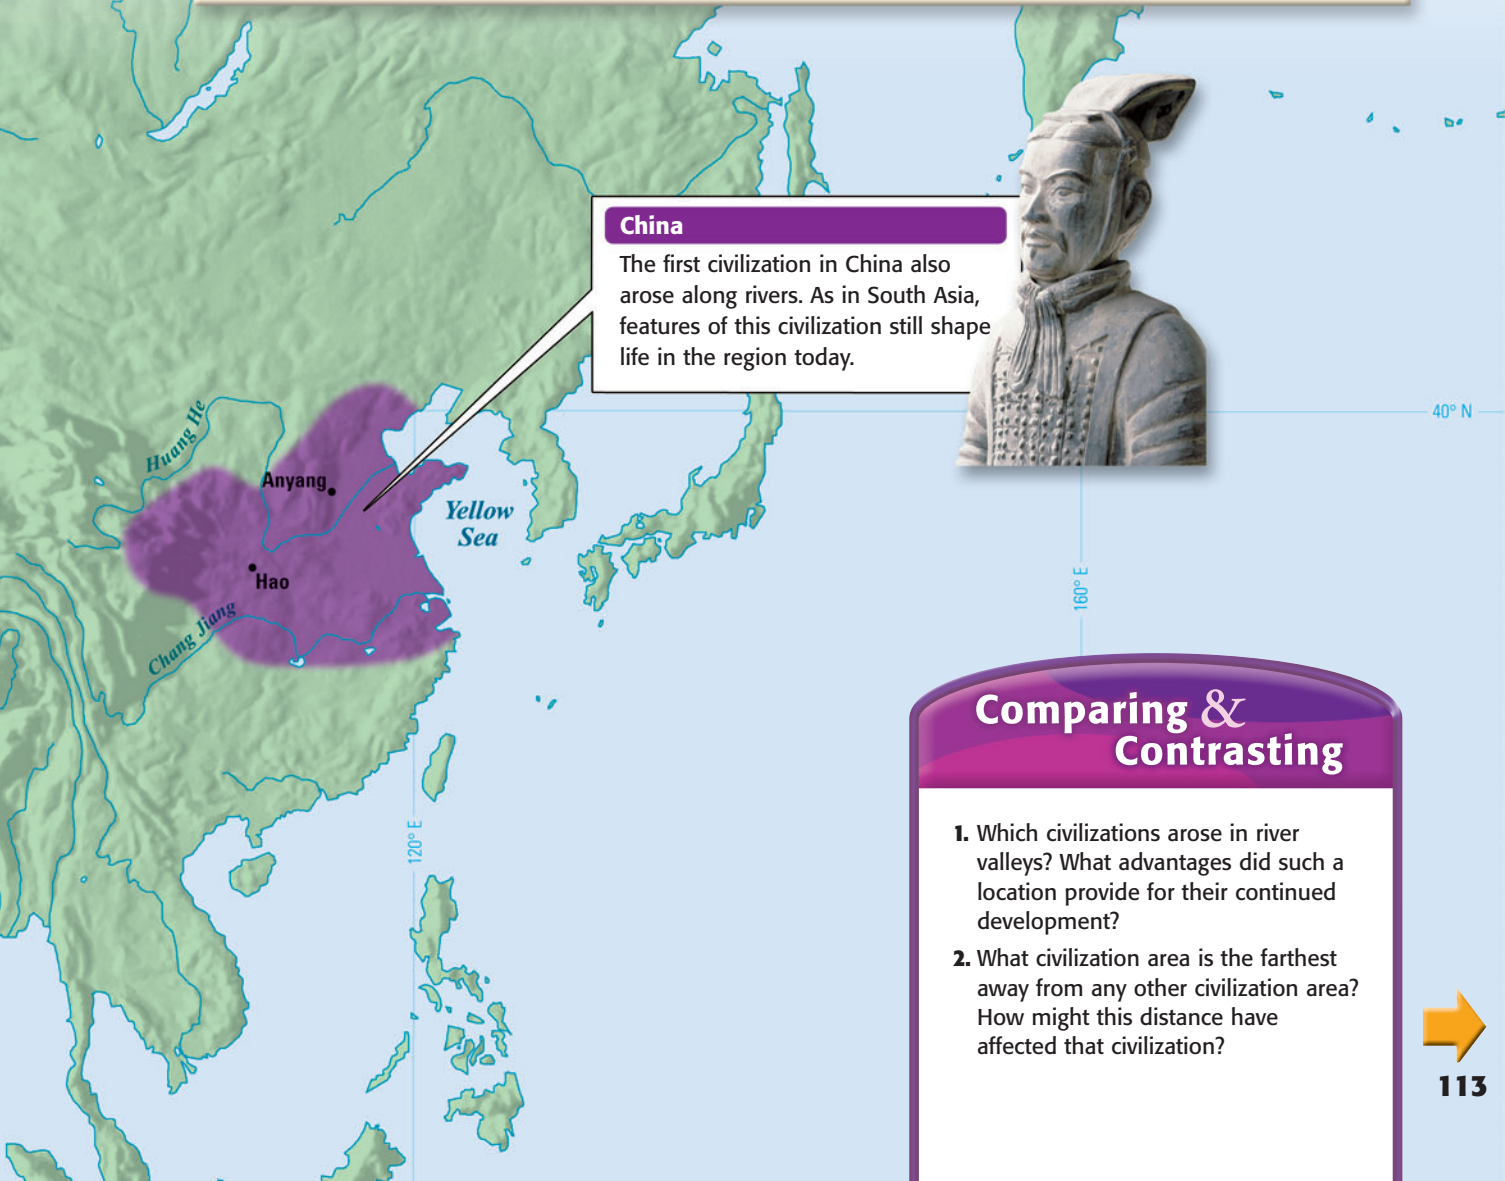 China
The first civilization in China also
arose along rivers. As in South Asia,
features of this civilization still shape
life in the region today.
40° N
Huang He
Anyang
Yellow
Sea
Hao
160° E
Chang Jiang
120° E
Comparing &
Contrasting
1. Which civilizations arose in river
valleys? What advantages did such a
location provide for their continued
development?
2. What civilization area is the farthest
away from any other civilization area?
How might this distance have
affected that civilization?
113